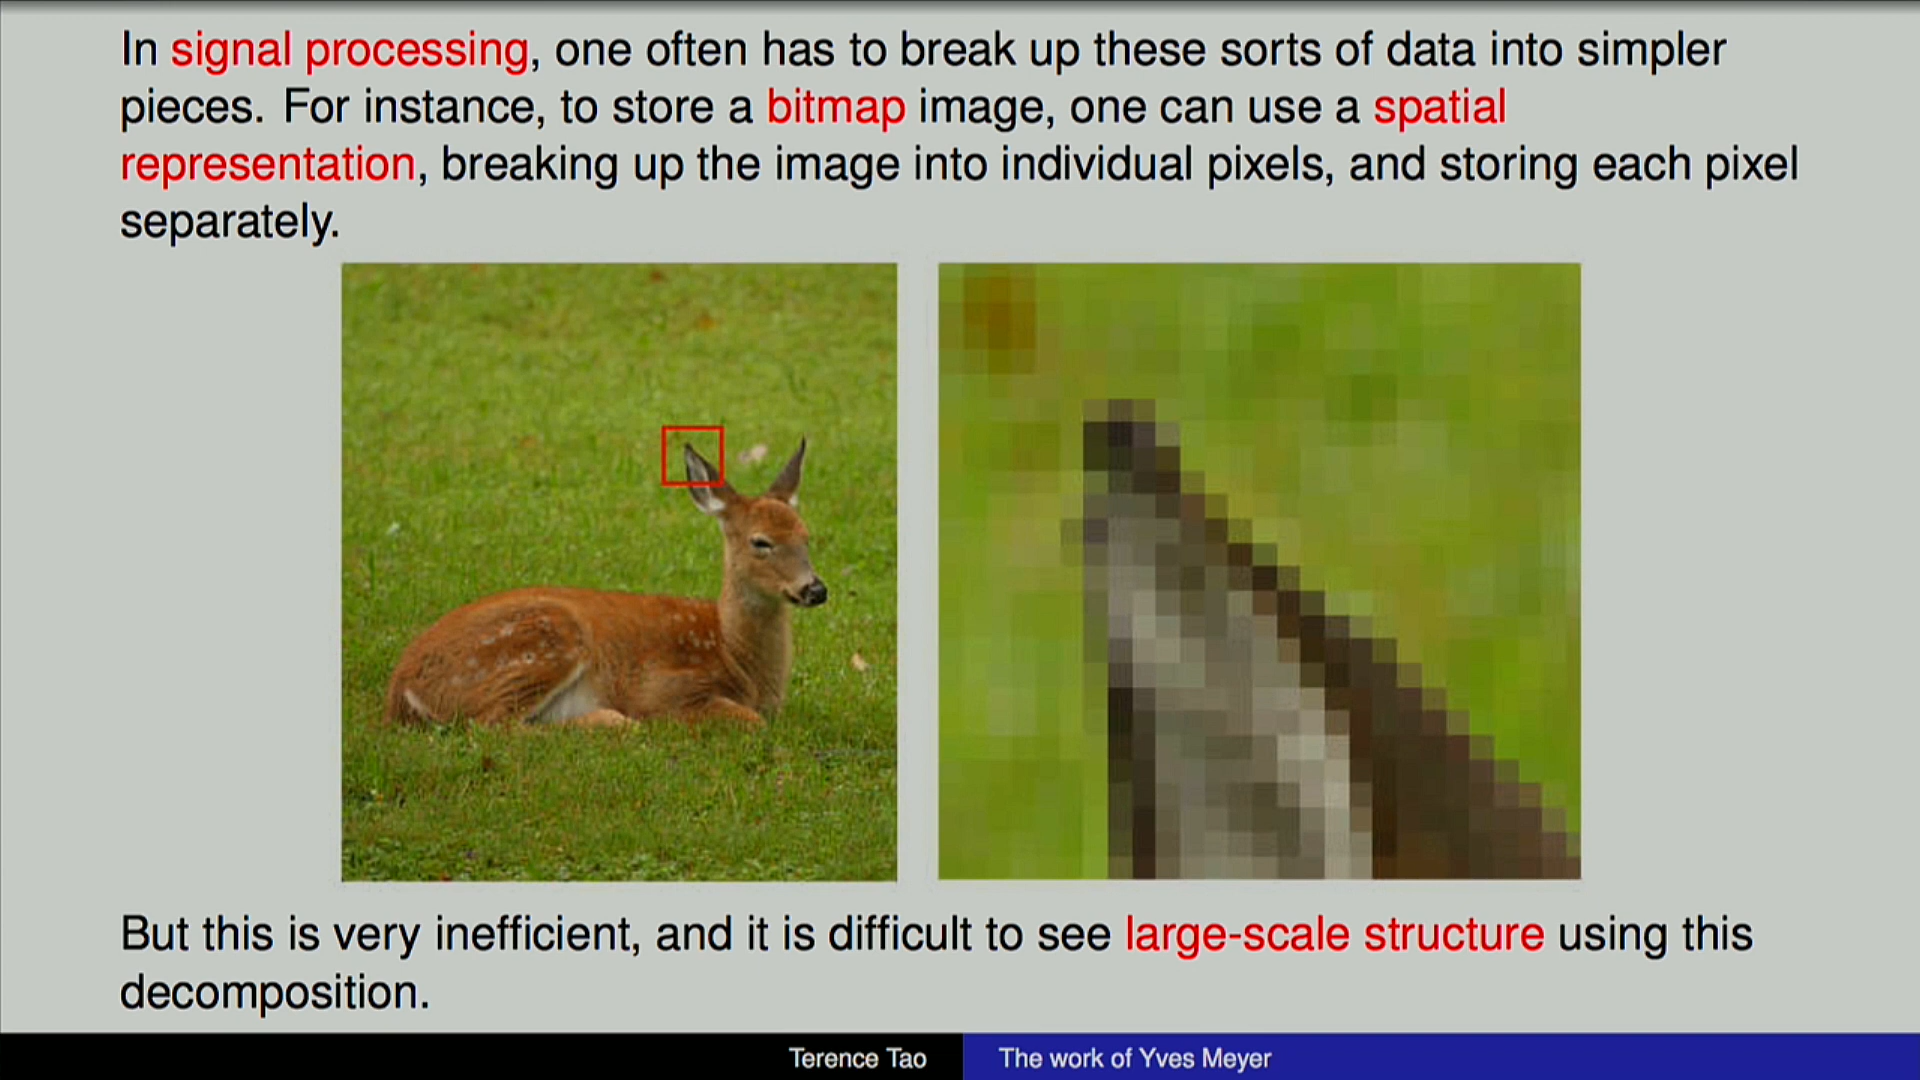 In signal processing, one often has to break up these sorts of data into simpler
pieces. For instance, to store a bitmap image, one can use a spatial
representation, breaking up the image into individual pixels, and storing each pixel
separately.
But this is very inefficient, and it is difficult to see large-scale structure using this
decomposition.
Terence Tao
The work of Yves Meyer